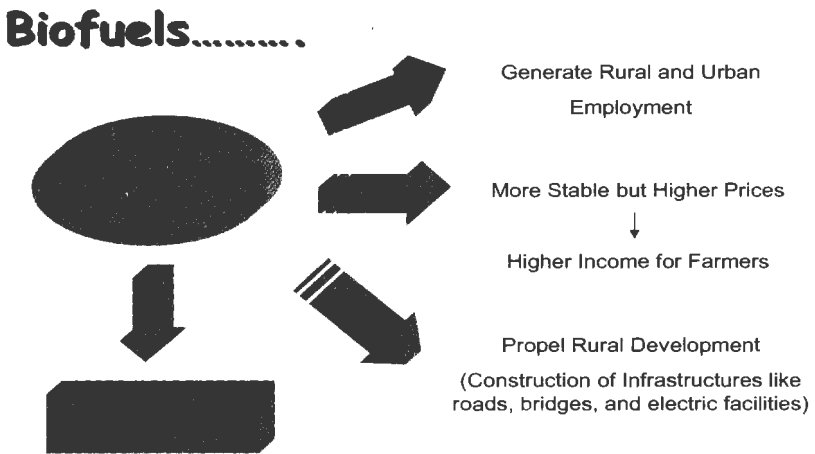 Biofuels..........
Generate Rural and Urban
Employment
More Stable but Higher Prices
Higher Income for Farmers
Propel Rural Development
(Construction of Infrastructures like
roads, bridges, and electric facilities)